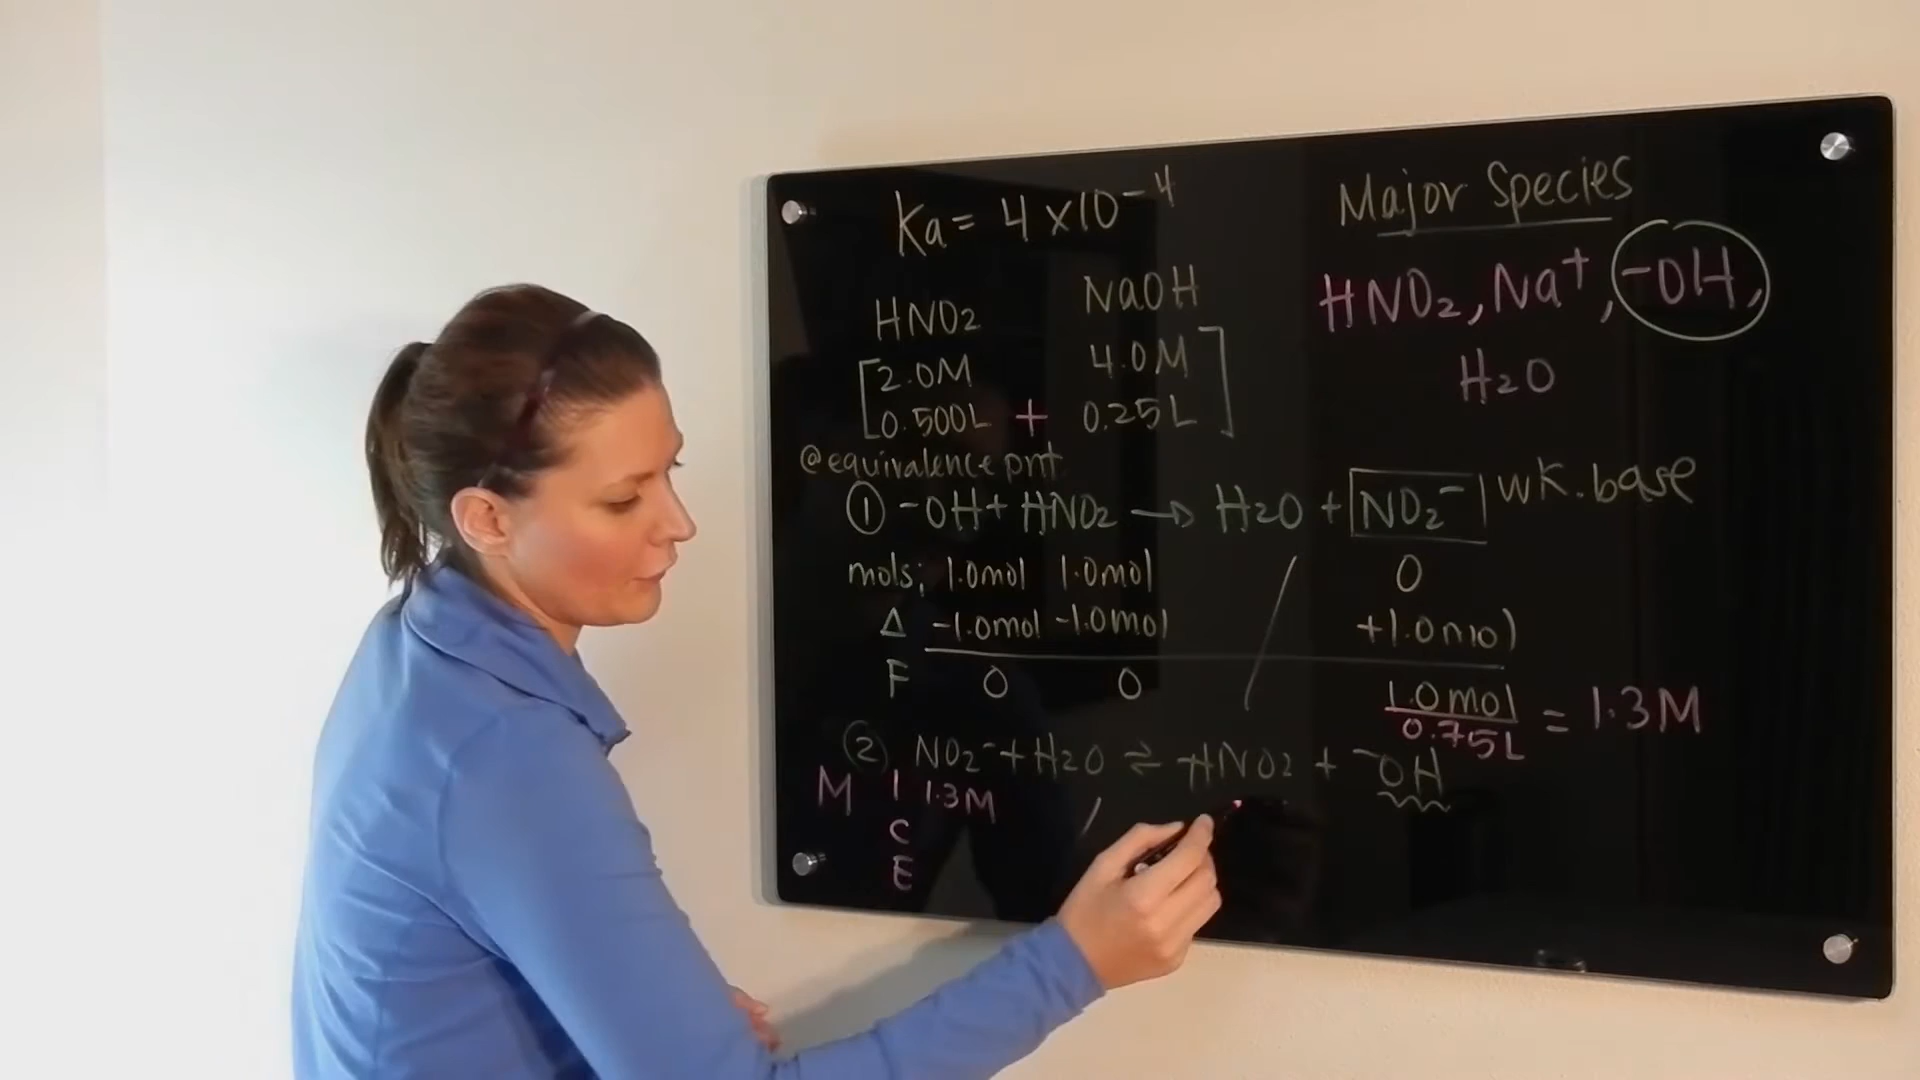 Ka = 4 x10⁻⁴
HNO₂ NaOH
2.0M 4.0M
0.500L + 0.25L
@equivalence pnt
① -OH + HNO₂ → H₂O + NO₂⁻ wk. base
mols; 1.0mol 1.0mol 0
Δ -1.0mol -1.0mol +1.0mol
F 0 0 1.0mol / 0.75L = 1.3M
② NO₂⁻ + H₂O ⇌ HNO₂ + ⁻OH
M I 1.3M /
C
E
Major Species
HNO₂, Na⁺, -OH,
H₂O